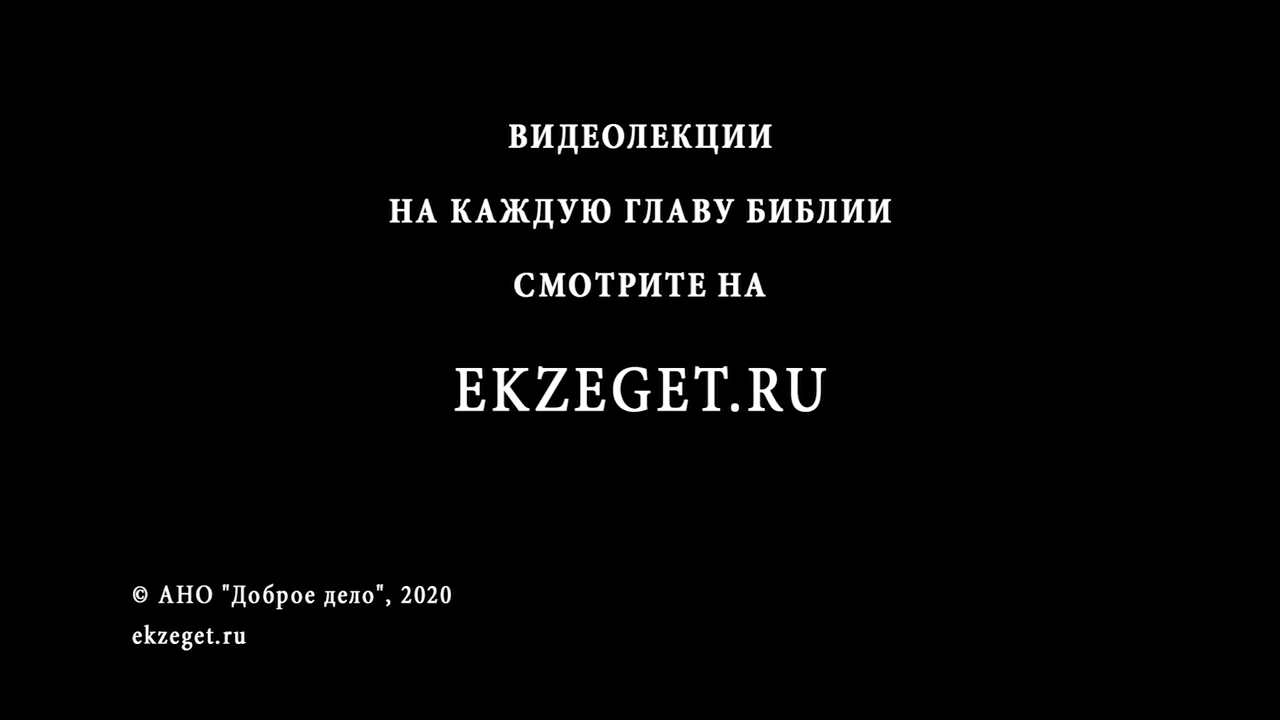 ВИДЕОЛЕКЦИИ
НА КАЖДУЮ ГЛАВУ БИБЛИИ
СМОТРИТЕ НА
EKZEGET.RU
© АНО "Доброе дело", 2020
ekzeget.ru